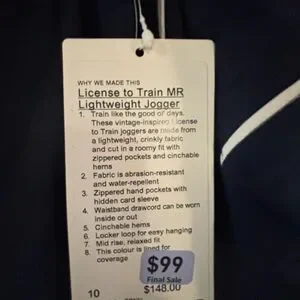 WHY WE MADE THIS
License to Train MR
Lightweight Jogger
1. Train like the good ol' days.
These vintage-inspired License
to Train joggers are made from
a lightweight, crinkly fabric
and cut in a roomy fit with
zippered pockets and cinchable
hems
2. Fabric is abrasion-resistant
and water-repellent
3. Zippered hand pockets with
hidden card sleeve
4. Waistband drawcord can be worn
inside or out
5. Cinchable hems
6. Locker loop for easy hanging
7. Mid rise, relaxed fit
8. This colour is lined for
coverage
$99
Final Sale
10 $148.00